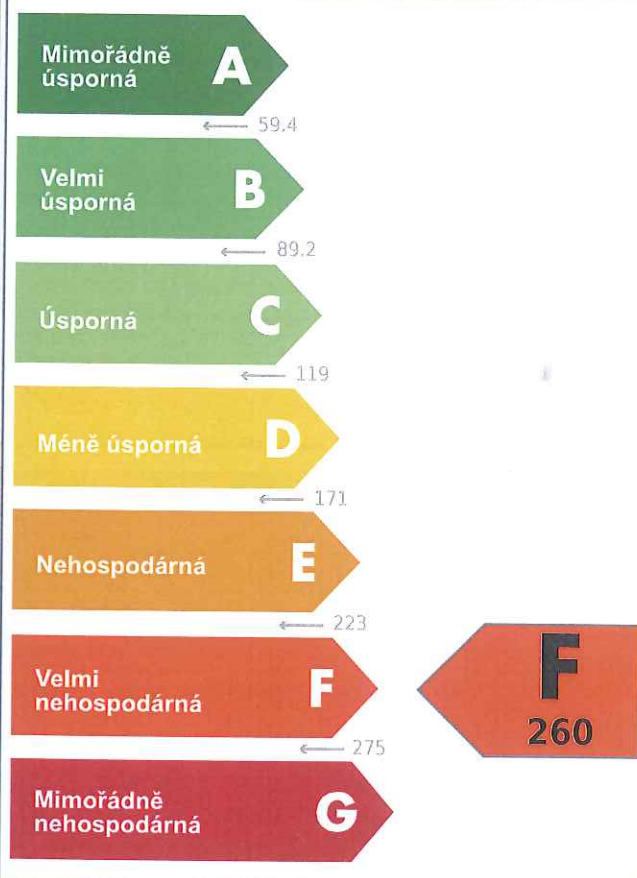 Mimořádně
úsporná
A
59.4
Velmi
úsporná
B
89.2
Úsporná
C
119
Méně úsporná
D
171
Nehospodárná
E
223
Velmi
nehospodárná
F
275
F
260
Mimořádně
nehospodárná
G